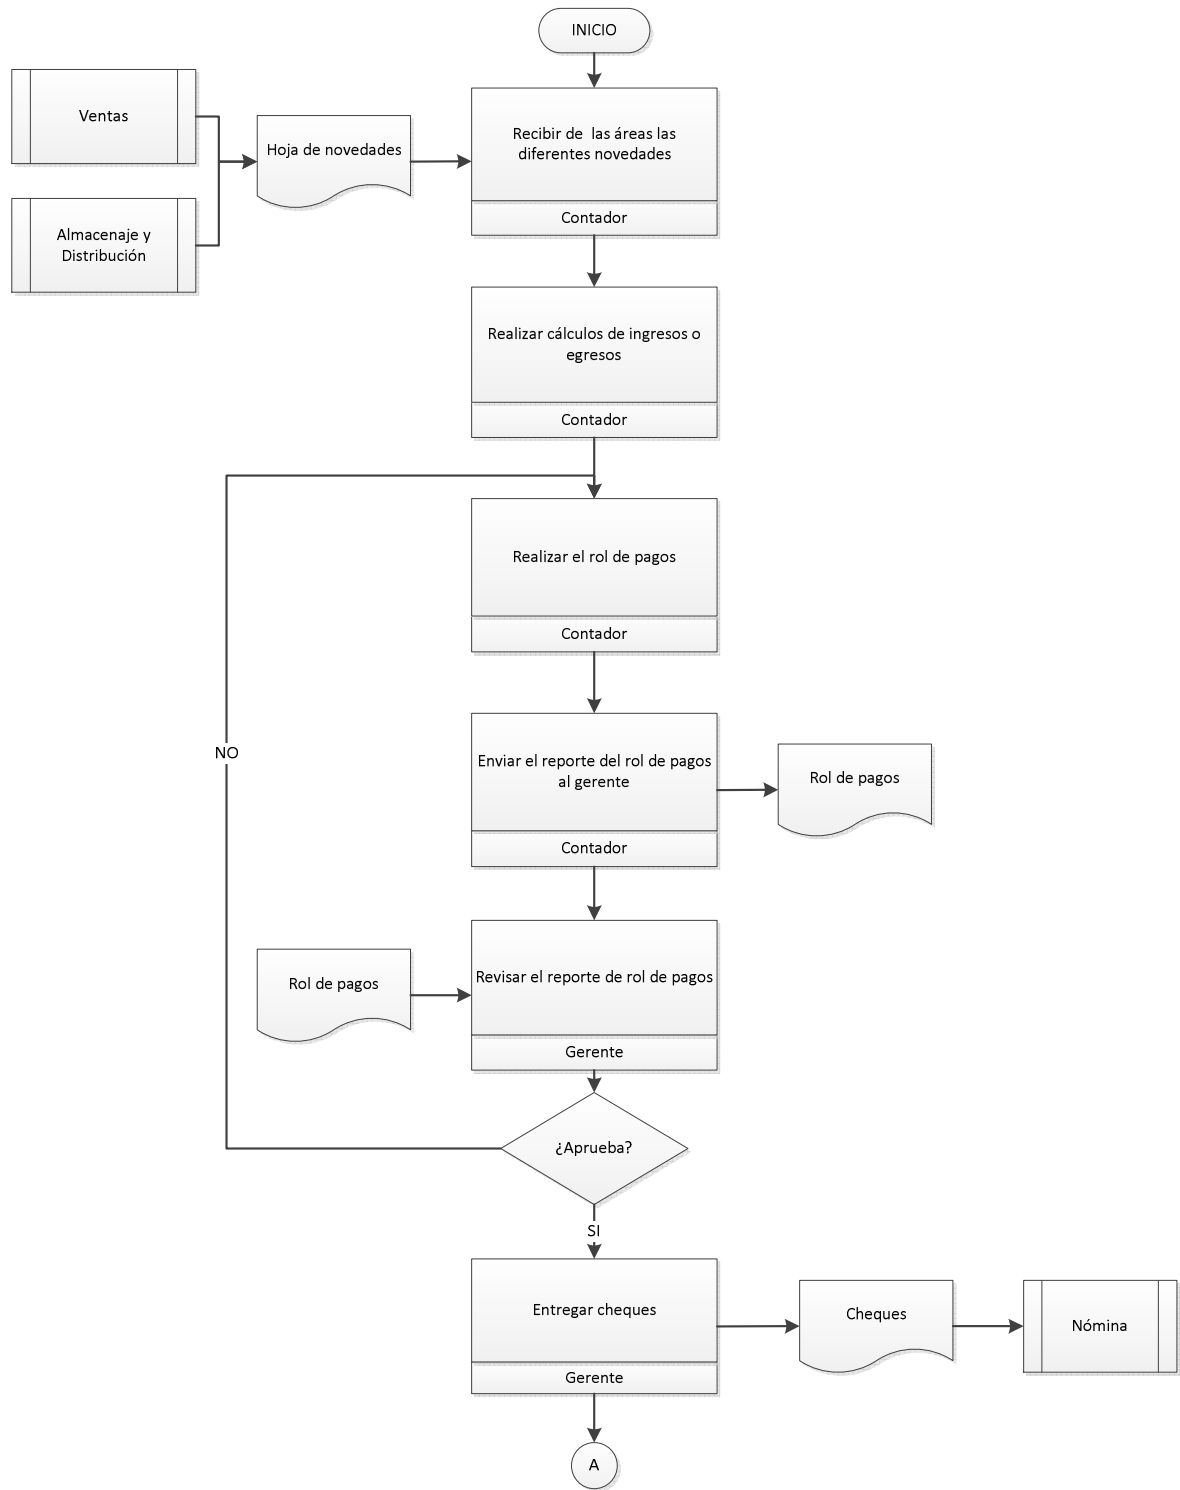 INICIO
Ventas
Hoja de novedades
Recibir de las áreas las
diferentes novedades
Contador
Almacenaje y
Distribución
Realizar cálculos de ingresos o
egresos
Contador
Realizar el rol de pagos
Contador
NO
Enviar el reporte del rol de pagos
al gerente
Contador
Rol de pagos
Rol de pagos
Revisar el reporte de rol de pagos
Gerente
¿Aprueba?
SI
Entregar cheques
Gerente
Cheques
Nómina
A